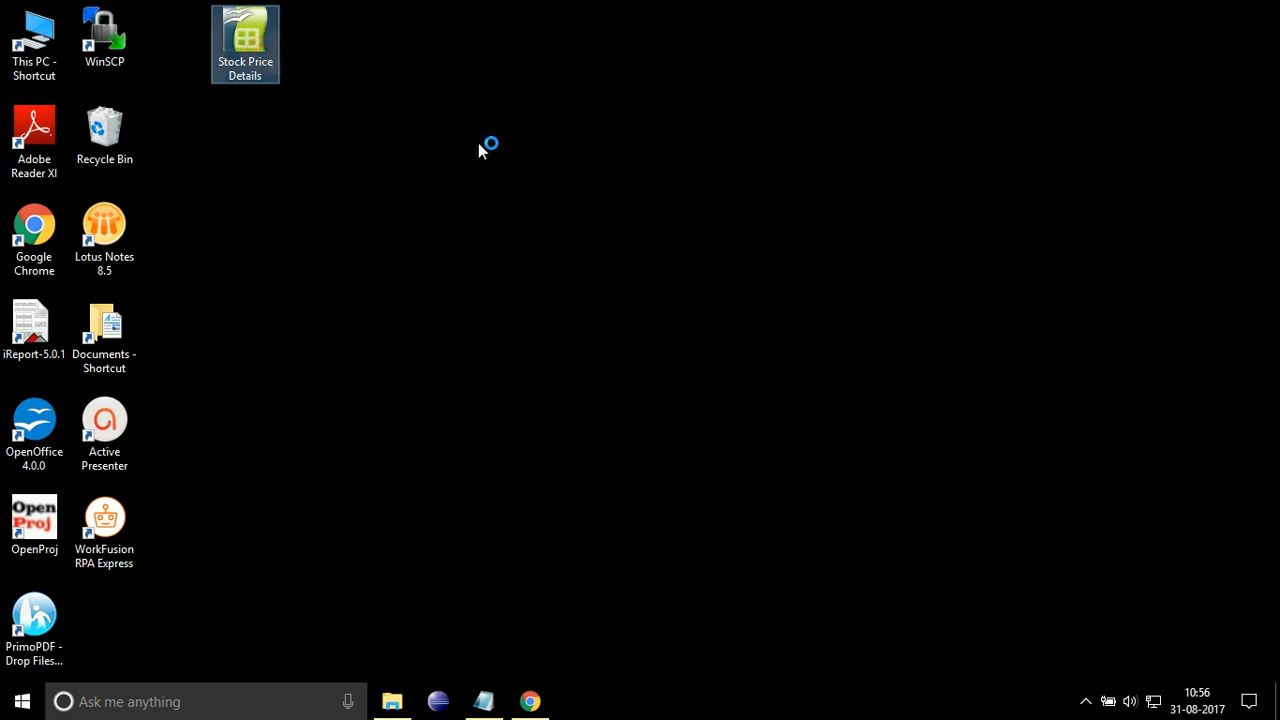 This PC -
Shortcut
WinSCP
Stock Price
Details
Adobe
Reader XI
Recycle Bin
Google
Chrome
Lotus Notes
8.5
iReport-5.0.1
Documents -
Shortcut
OpenOffice
4.0.0
Active
Presenter
Open
Proj
OpenProj
WorkFusion
RPA Express
PrimoPDF -
Drop Files...
Ask me anything
10:56
31-08-2017